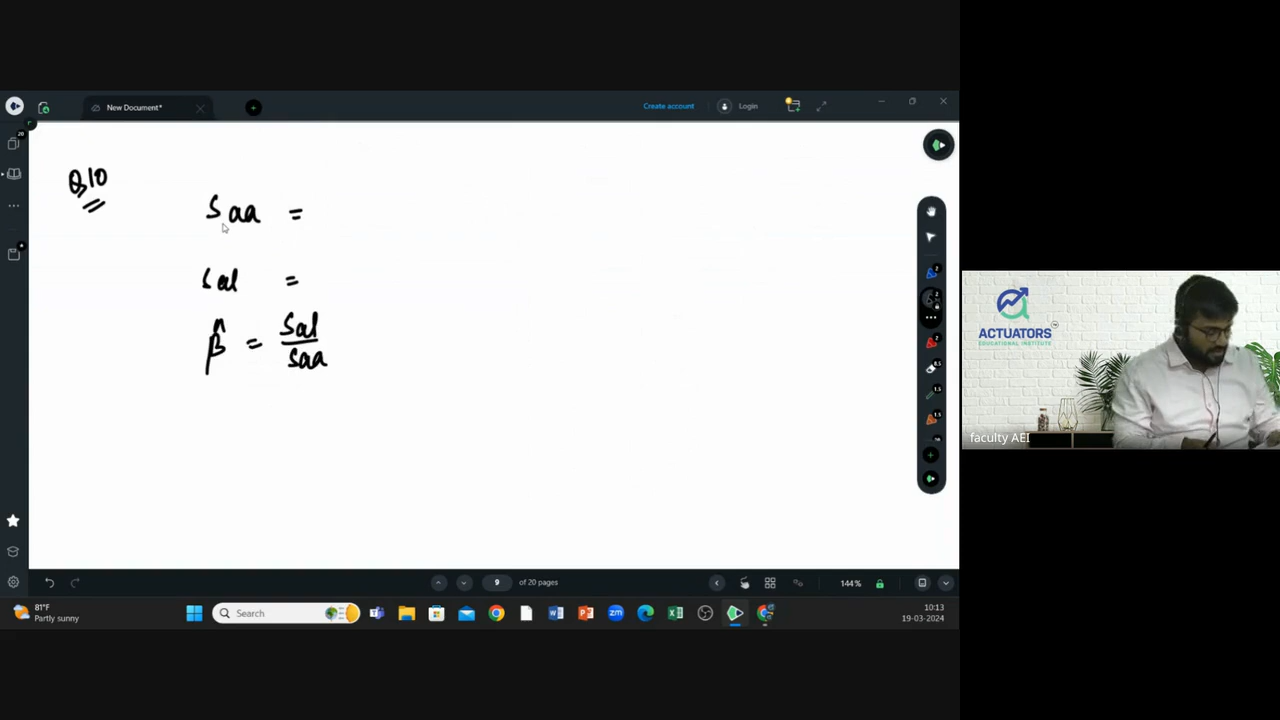 New Document*
Create account
Login
20
Q10
Saa =
Sal =
β̂ = Sal
Saa
ACTUATORS
EDUCATIONAL INSTITUTE
faculty AEI
9 of 20 pages
144%
81°F
Partly sunny
Search
10:13
19-03-2024